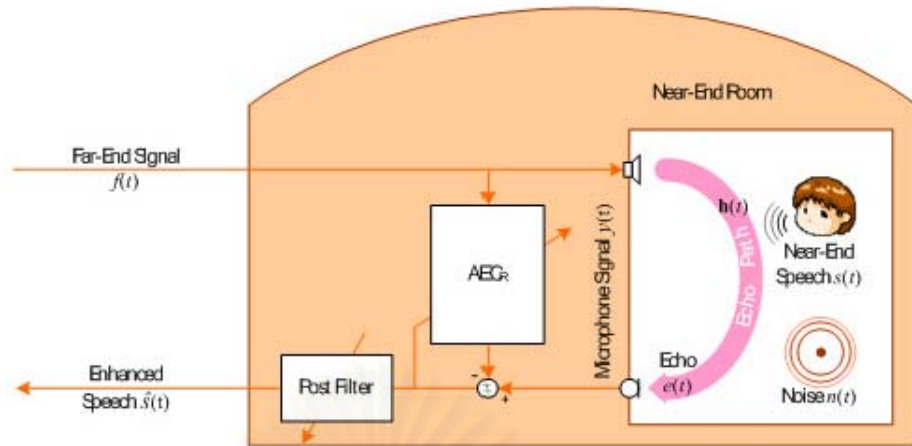 Near-End Room
Far-End Signal
f(t)
h(t)
Echo Path
Microphone Signal y(t)
AEC_R
Near-End
Speech s(t)
Enhanced
Speech ŝ(t)
Post Filter
-
Σ
+
Echo
e(t)
Noise n(t)